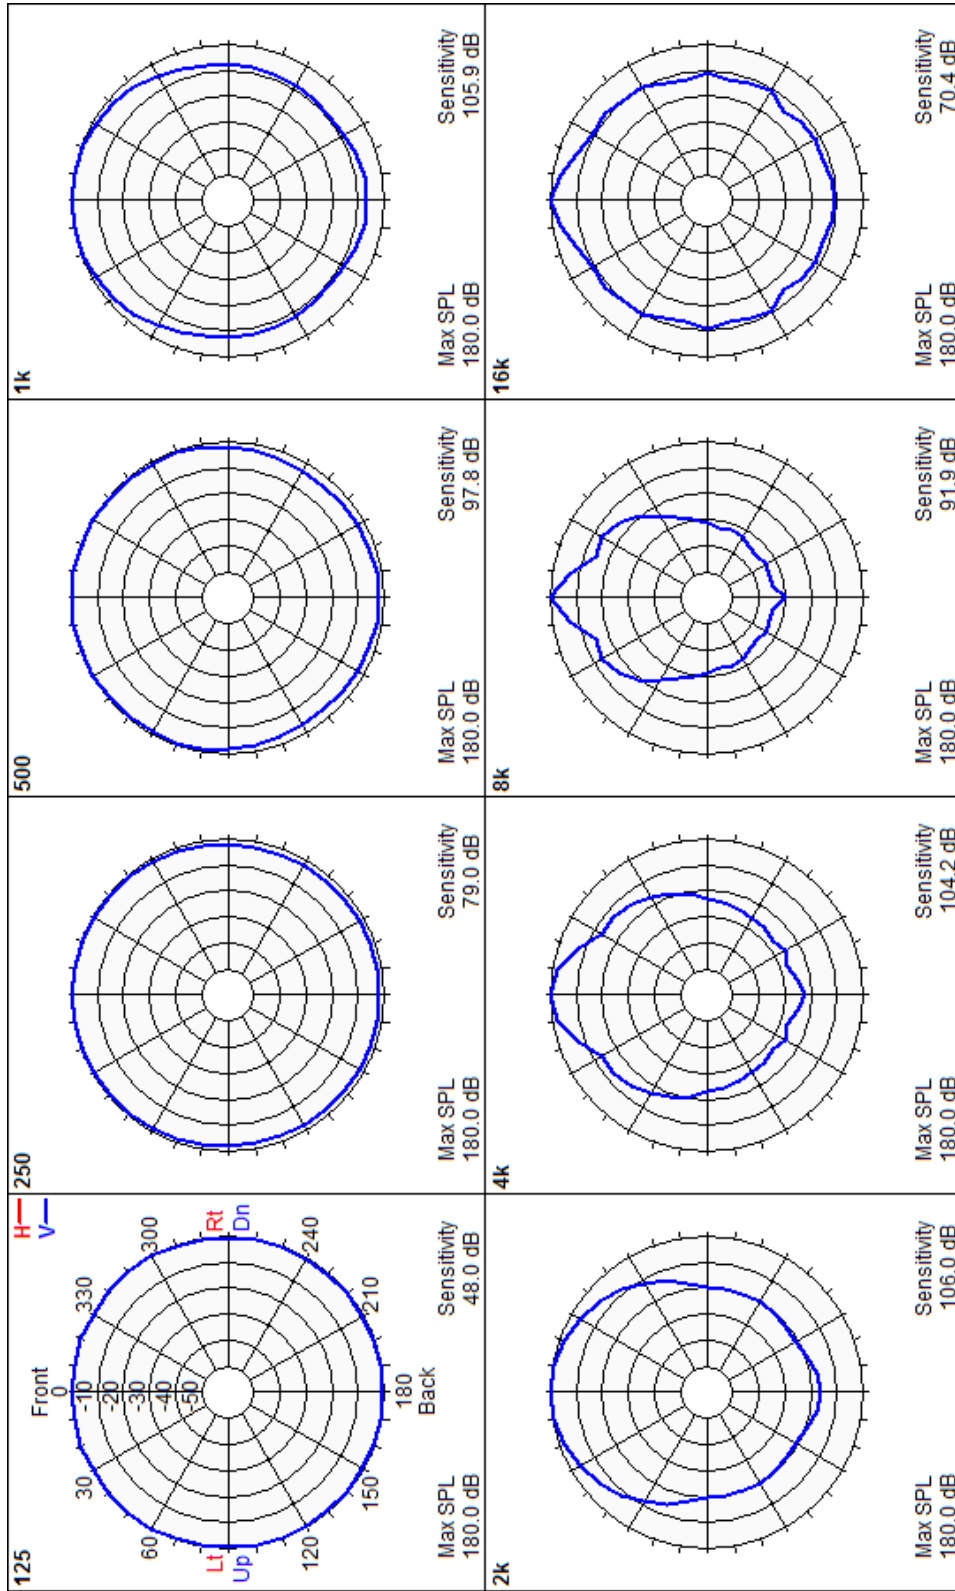 125
H
V
Front
0
-10
-20
-30
-40
-50
30
330
60
300
Lt
Rt
Up
Dn
120
240
150
210
180
Back
Max SPL
180.0 dB
Sensitivity
48.0 dB
250
Max SPL
180.0 dB
Sensitivity
79.0 dB
500
Max SPL
180.0 dB
Sensitivity
97.8 dB
1k
Max SPL
180.0 dB
Sensitivity
105.9 dB
2k
Max SPL
180.0 dB
Sensitivity
106.0 dB
4k
Max SPL
180.0 dB
Sensitivity
104.2 dB
8k
Max SPL
180.0 dB
Sensitivity
91.9 dB
16k
Max SPL
180.0 dB
Sensitivity
70.4 dB